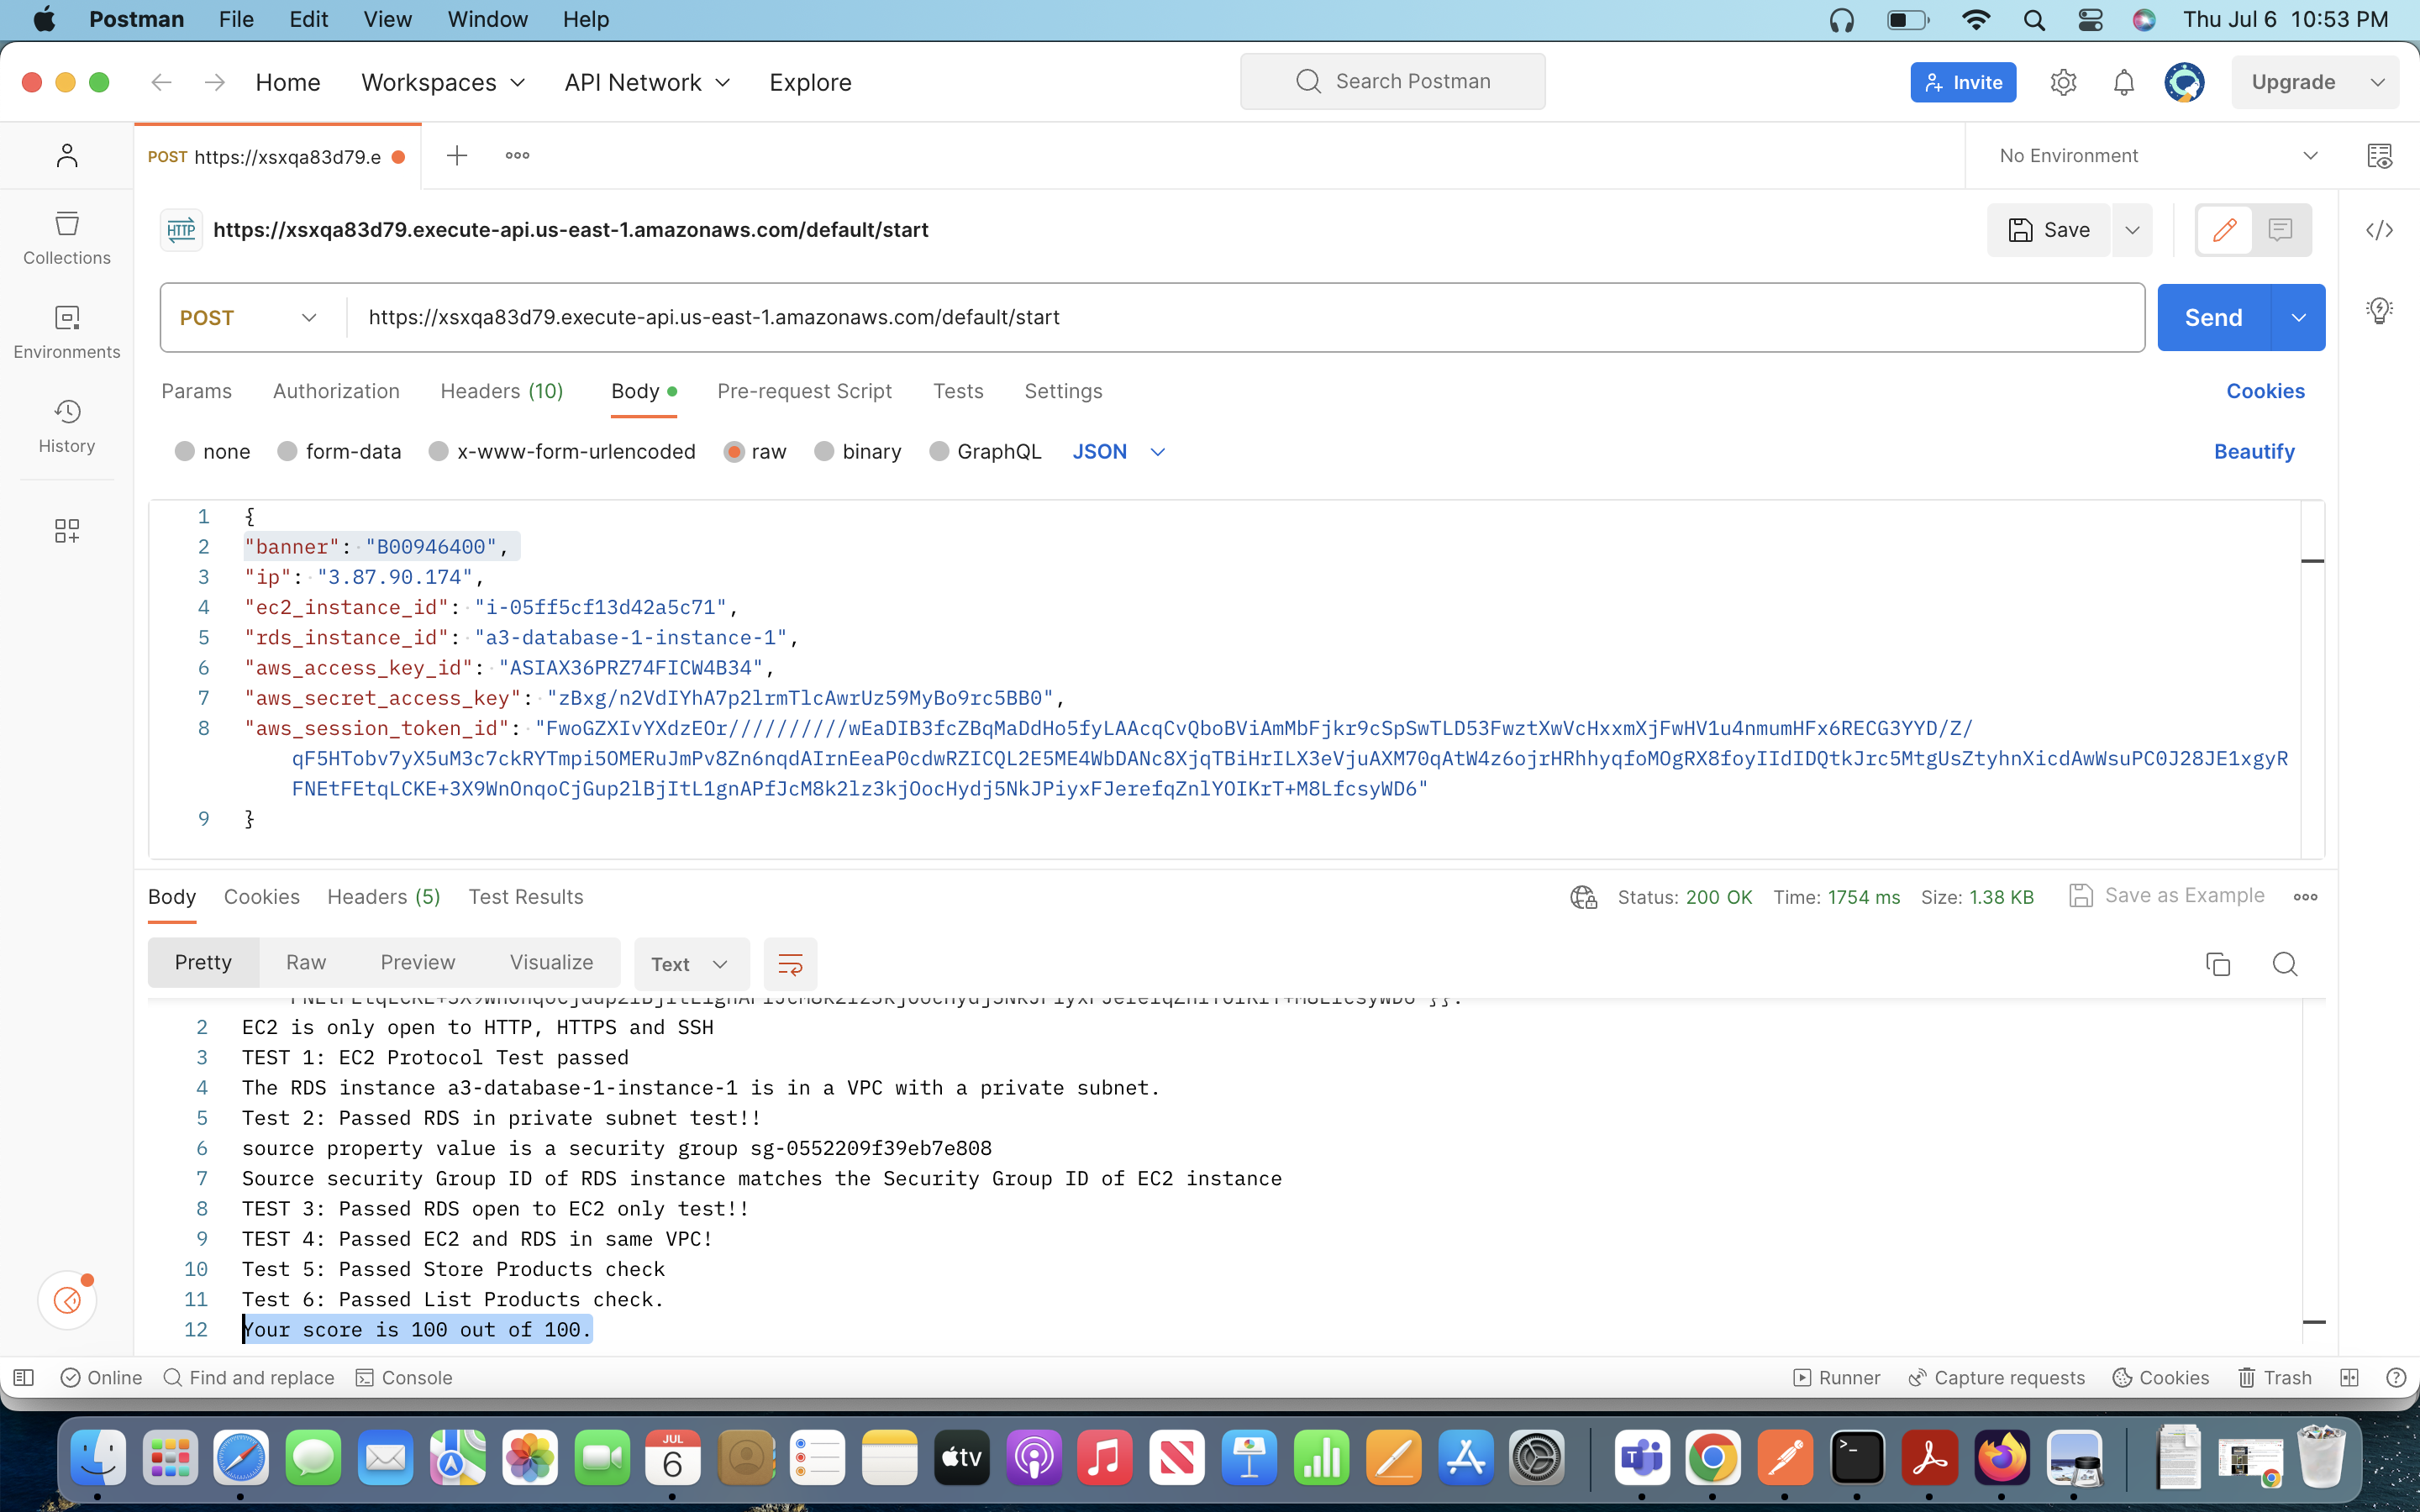 Postman File Edit View Window Help Thu Jul 6 10:53 PM
Home Workspaces API Network Explore Search Postman Invite Upgrade
POST https://xsxqa83d79.e No Environment
HTTP https://xsxqa83d79.execute-api.us-east-1.amazonaws.com/default/start Save
POST https://xsxqa83d79.execute-api.us-east-1.amazonaws.com/default/start Send
Collections
Environments
History
Params Authorization Headers (10) Body Pre-request Script Tests Settings Cookies
none form-data x-www-form-urlencoded raw binary GraphQL JSON Beautify
1 {
2 "banner": "B00946400",
3 "ip": "3.87.90.174",
4 "ec2_instance_id": "i-05ff5cf13d42a5c71",
5 "rds_instance_id": "a3-database-1-instance-1",
6 "aws_access_key_id": "ASIAX36PRZ74FICW4B34",
7 "aws_secret_access_key": "zBxg/n2VdIYhA7p2lrmTlcAwrUz59MyBo9rc5BB0",
8 "aws_session_token_id": "FwoGZXIvYXdzEOr//////////wEaDIB3fcZBqMaDdHo5fyLAAcqCvQboBViAmMbFjkr9cSpSwTLD53FwztXwVcHxxmXjFwHV1u4nmumHFx6RECG3YYD/Z/
qF5HTobv7yX5uM3c7ckRYTmpi5OMERuJmPv8Zn6nqdAIrnEeaP0cdwRZICQL2E5ME4WbDANc8XjqTBiHrILX3eVjuAXM70qAtW4z6ojrHRhhyqfoMOgRX8foyIIdIDQtkJrc5MtgUsZtyhnXicdAwWsuPC0J28JE1xgyR
FNEtFEtqLCKE+3X9WnOnqoCjGup2lBjItL1gnAPfJcM8k2lz3kjOocHydj5NkJPiyxFJerefqZnlYOIKrT+M8LfcsyWD6"
9 }
Body Cookies Headers (5) Test Results Status: 200 OK Time: 1754 ms Size: 1.38 KB Save as Example
Pretty Raw Preview Visualize Text
FNEtFEtqLCKE+3X9WnOnqoCjGup2lBjItL1gnAPfJcM8k2lz3kjOocHydj5NkJPiyxFJerefqZnlYOIKrT+M8LfcsyWD6"}}.
2 EC2 is only open to HTTP, HTTPS and SSH
3 TEST 1: EC2 Protocol Test passed
4 The RDS instance a3-database-1-instance-1 is in a VPC with a private subnet.
5 Test 2: Passed RDS in private subnet test!!
6 source property value is a security group sg-0552209f39eb7e808
7 Source security Group ID of RDS instance matches the Security Group ID of EC2 instance
8 TEST 3: Passed RDS open to EC2 only test!!
9 TEST 4: Passed EC2 and RDS in same VPC!
10 Test 5: Passed Store Products check
11 Test 6: Passed List Products check.
12 Your score is 100 out of 100.
Online Find and replace Console Runner Capture requests Cookies Trash
JUL
6
tv